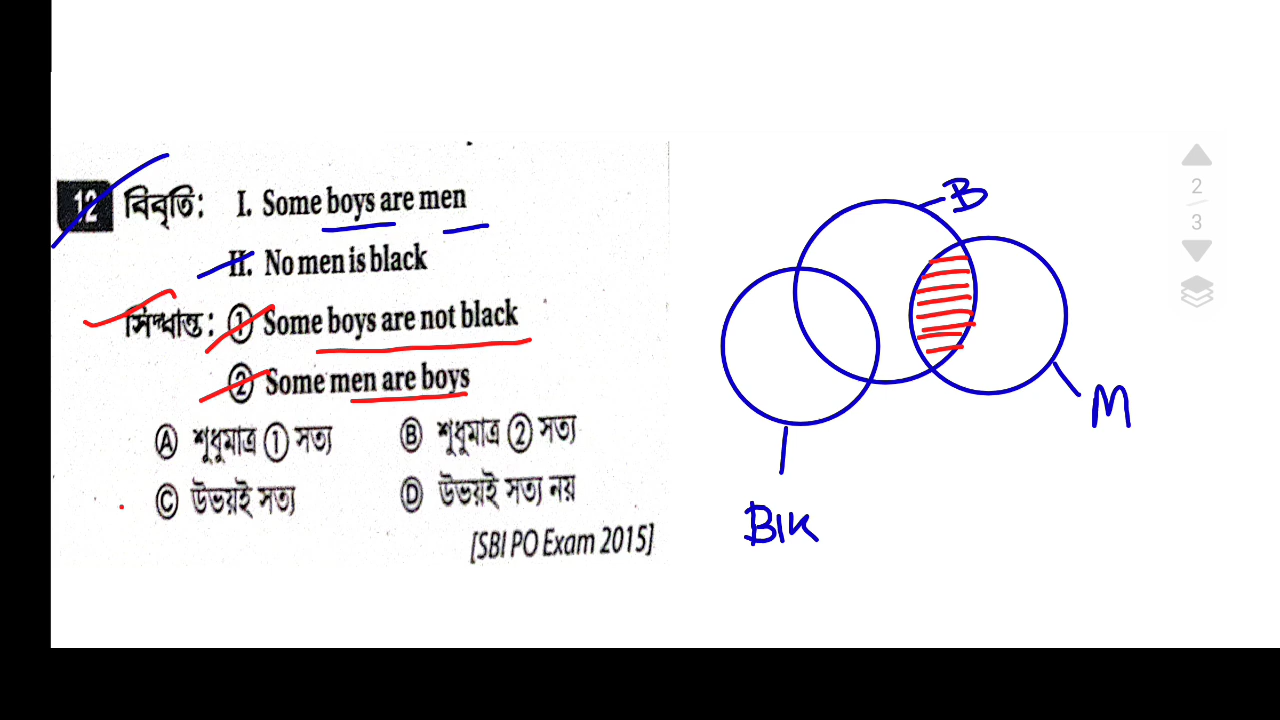 12 বিবৃতি: I. Some boys are men
II. No men is black
সিদ্ধান্ত: ① Some boys are not black
② Some men are boys
Ⓐ শুধুমাত্র ① সত্য Ⓑ শুধুমাত্র ② সত্য
Ⓒ উভয়ই সত্য Ⓓ উভয়ই সত্য নয়
[SBI PO Exam 2015]
B
M
Blk
2
3